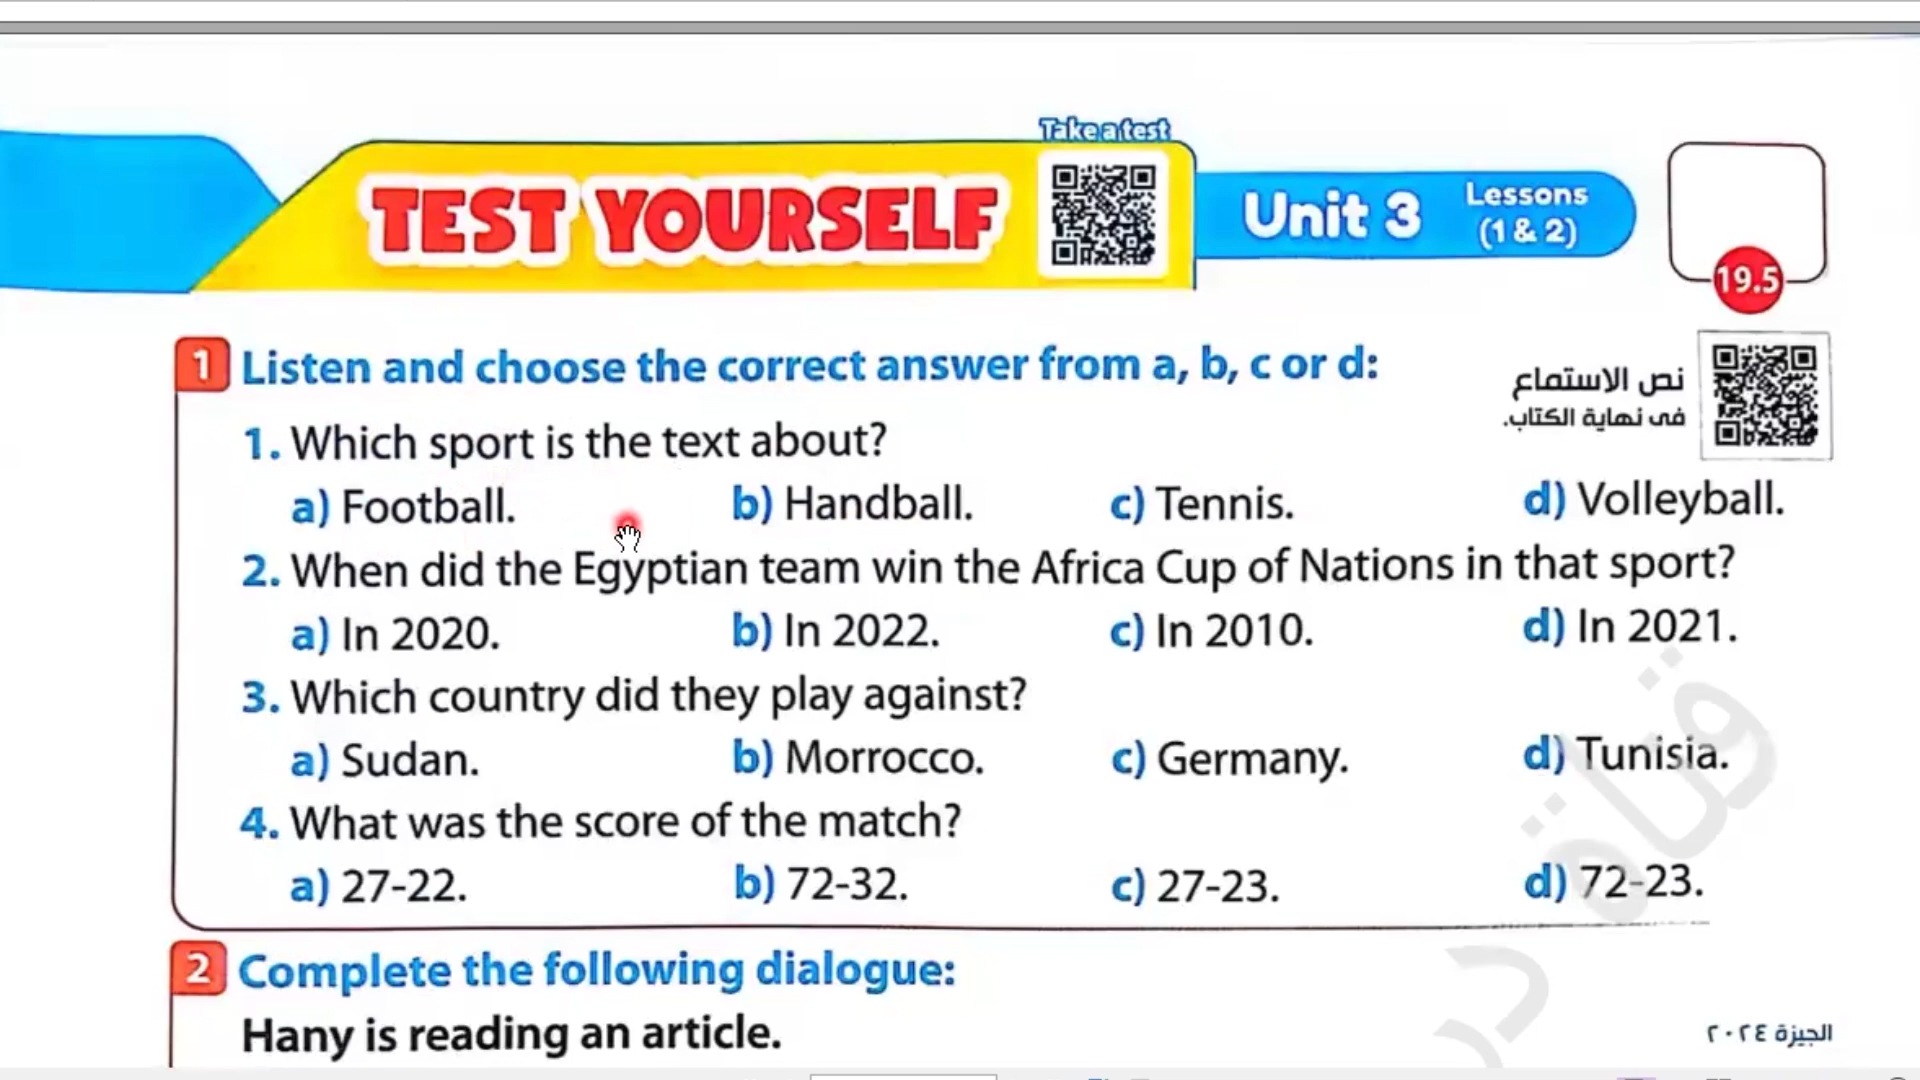 Take a test
TEST YOURSELF
Unit 3
Lessons
(1 & 2)
19.5
1 Listen and choose the correct answer from a, b, c or d:
نص الاستماع
فى نهاية الكتاب.
1. Which sport is the text about?
a) Football. b) Handball. c) Tennis. d) Volleyball.
2. When did the Egyptian team win the Africa Cup of Nations in that sport?
a) In 2020. b) In 2022. c) In 2010. d) In 2021.
3. Which country did they play against?
a) Sudan. b) Morrocco. c) Germany. d) Tunisia.
4. What was the score of the match?
a) 27-22. b) 72-32. c) 27-23. d) 72-23.
2 Complete the following dialogue:
Hany is reading an article.
الجيزة ٢٠٢٤
قناة